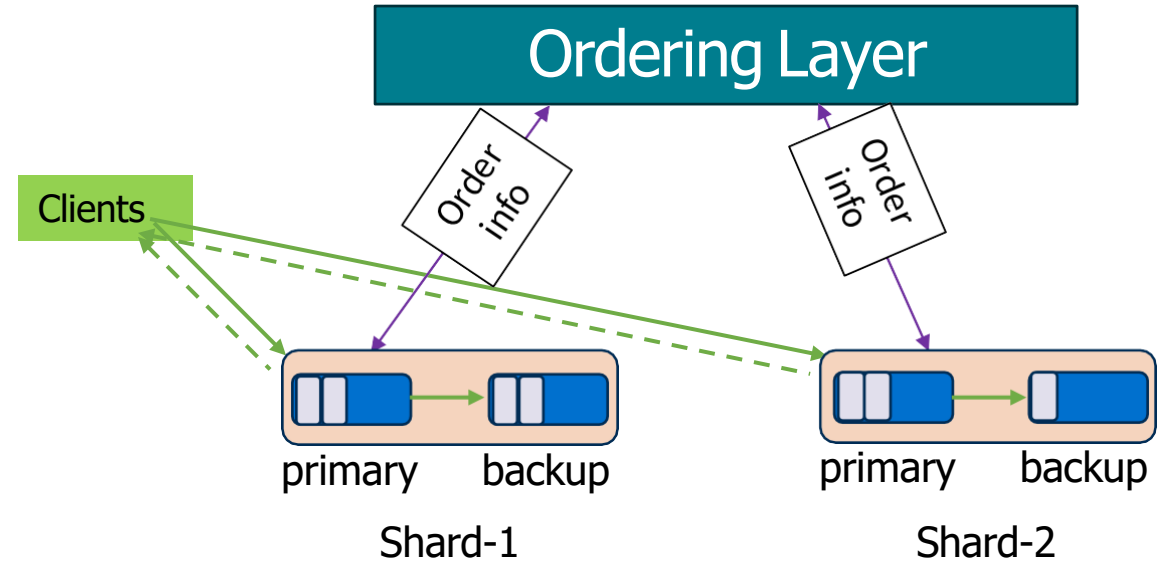 Ordering Layer
Order
info
Order
info
Clients
primary
backup
primary
backup
Shard-1
Shard-2